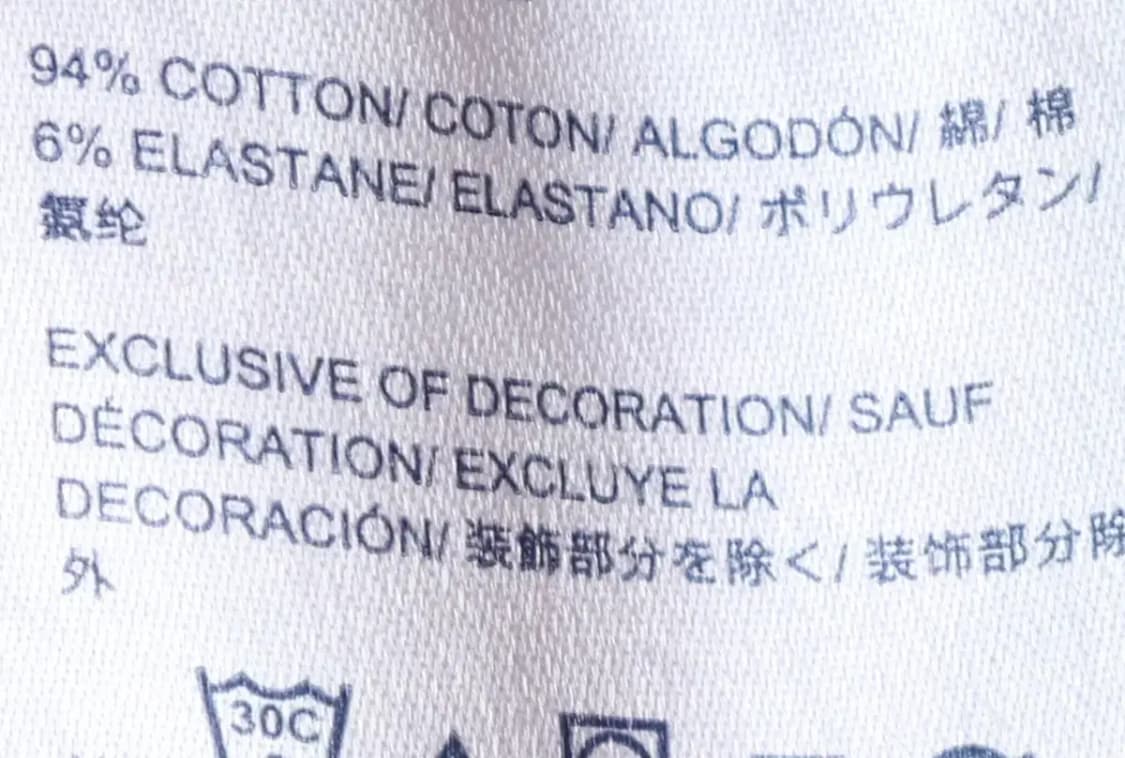 94% COTTON/ COTON/ ALGODÓN/ 綿/ 棉
6% ELASTANE/ ELASTANO/ ポリウレタン/
氨纶
EXCLUSIVE OF DECORATION/ SAUF
DÉCORATION/ EXCLUYE LA
DECORACIÓN/ 装飾部分を除く/ 装饰部分除
外
30C